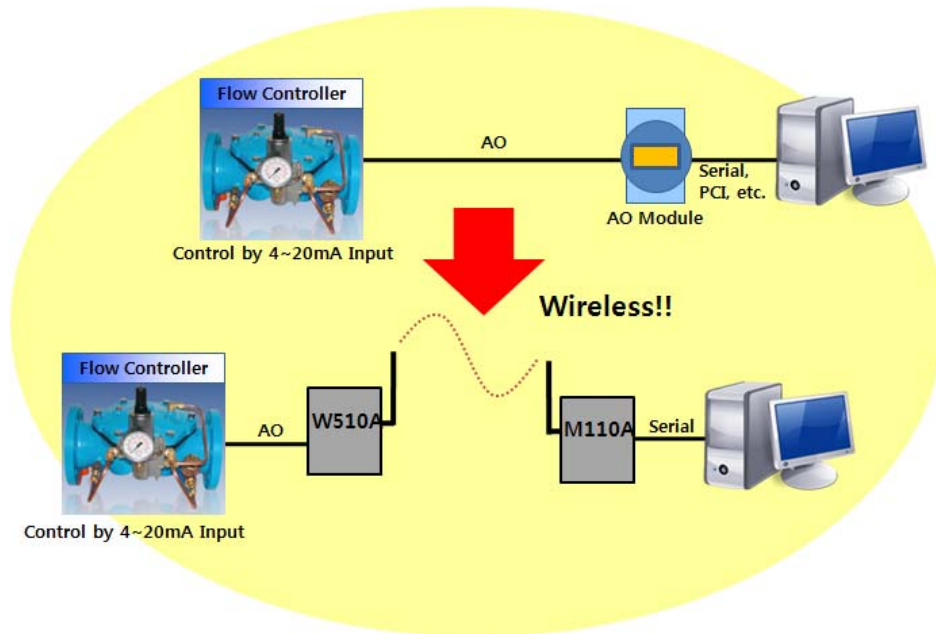 Flow Controller
AO
Serial,
PCI, etc.
AO Module
Control by 4~20mA Input
Wireless!!
Flow Controller
AO
W510A
M110A
Serial
Control by 4~20mA Input